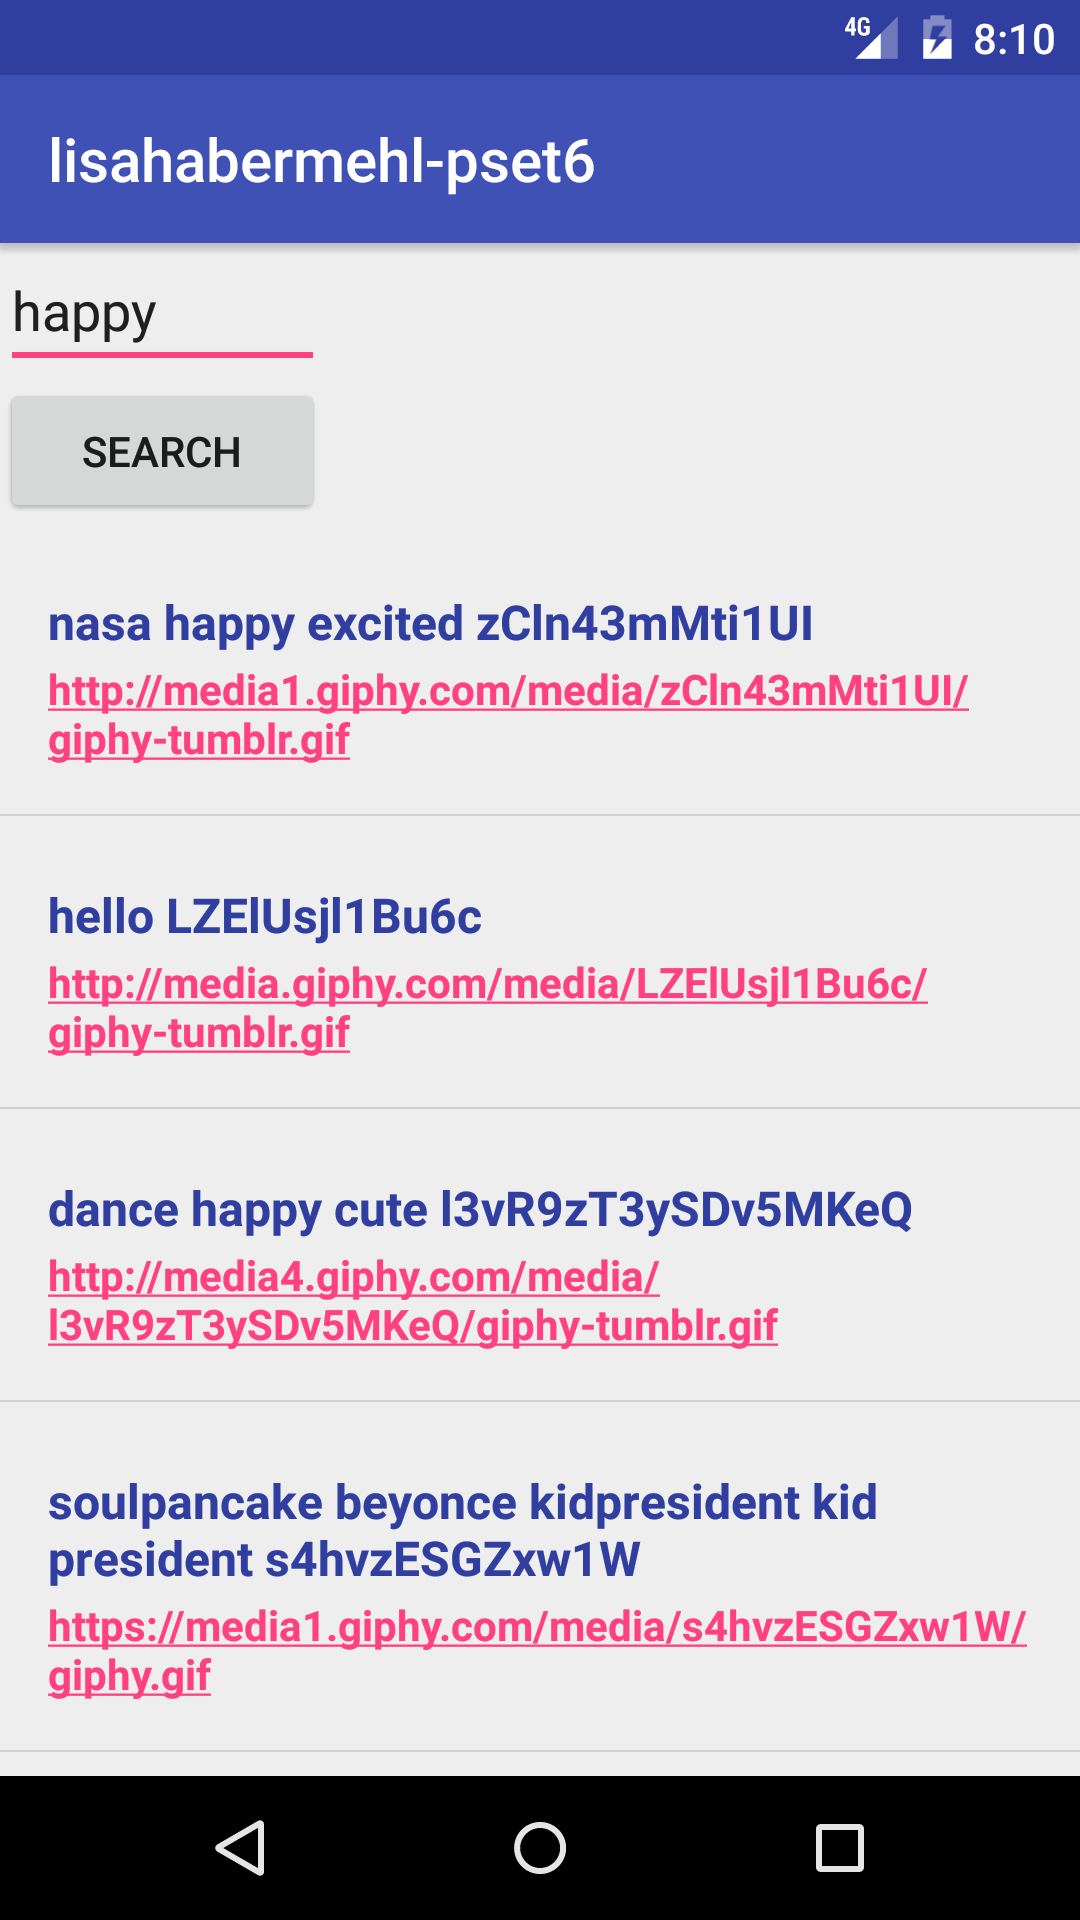 4G 8:10
lisahabermehl-pset6
happy
SEARCH
nasa happy excited zCln43mMti1UI
http://media1.giphy.com/media/zCln43mMti1UI/
giphy-tumblr.gif
hello LZElUsjl1Bu6c
http://media.giphy.com/media/LZElUsjl1Bu6c/
giphy-tumblr.gif
dance happy cute l3vR9zT3ySDv5MKeQ
http://media4.giphy.com/media/
l3vR9zT3ySDv5MKeQ/giphy-tumblr.gif
soulpancake beyonce kidpresident kid
president s4hvzESGZxw1W
https://media1.giphy.com/media/s4hvzESGZxw1W/
giphy.gif